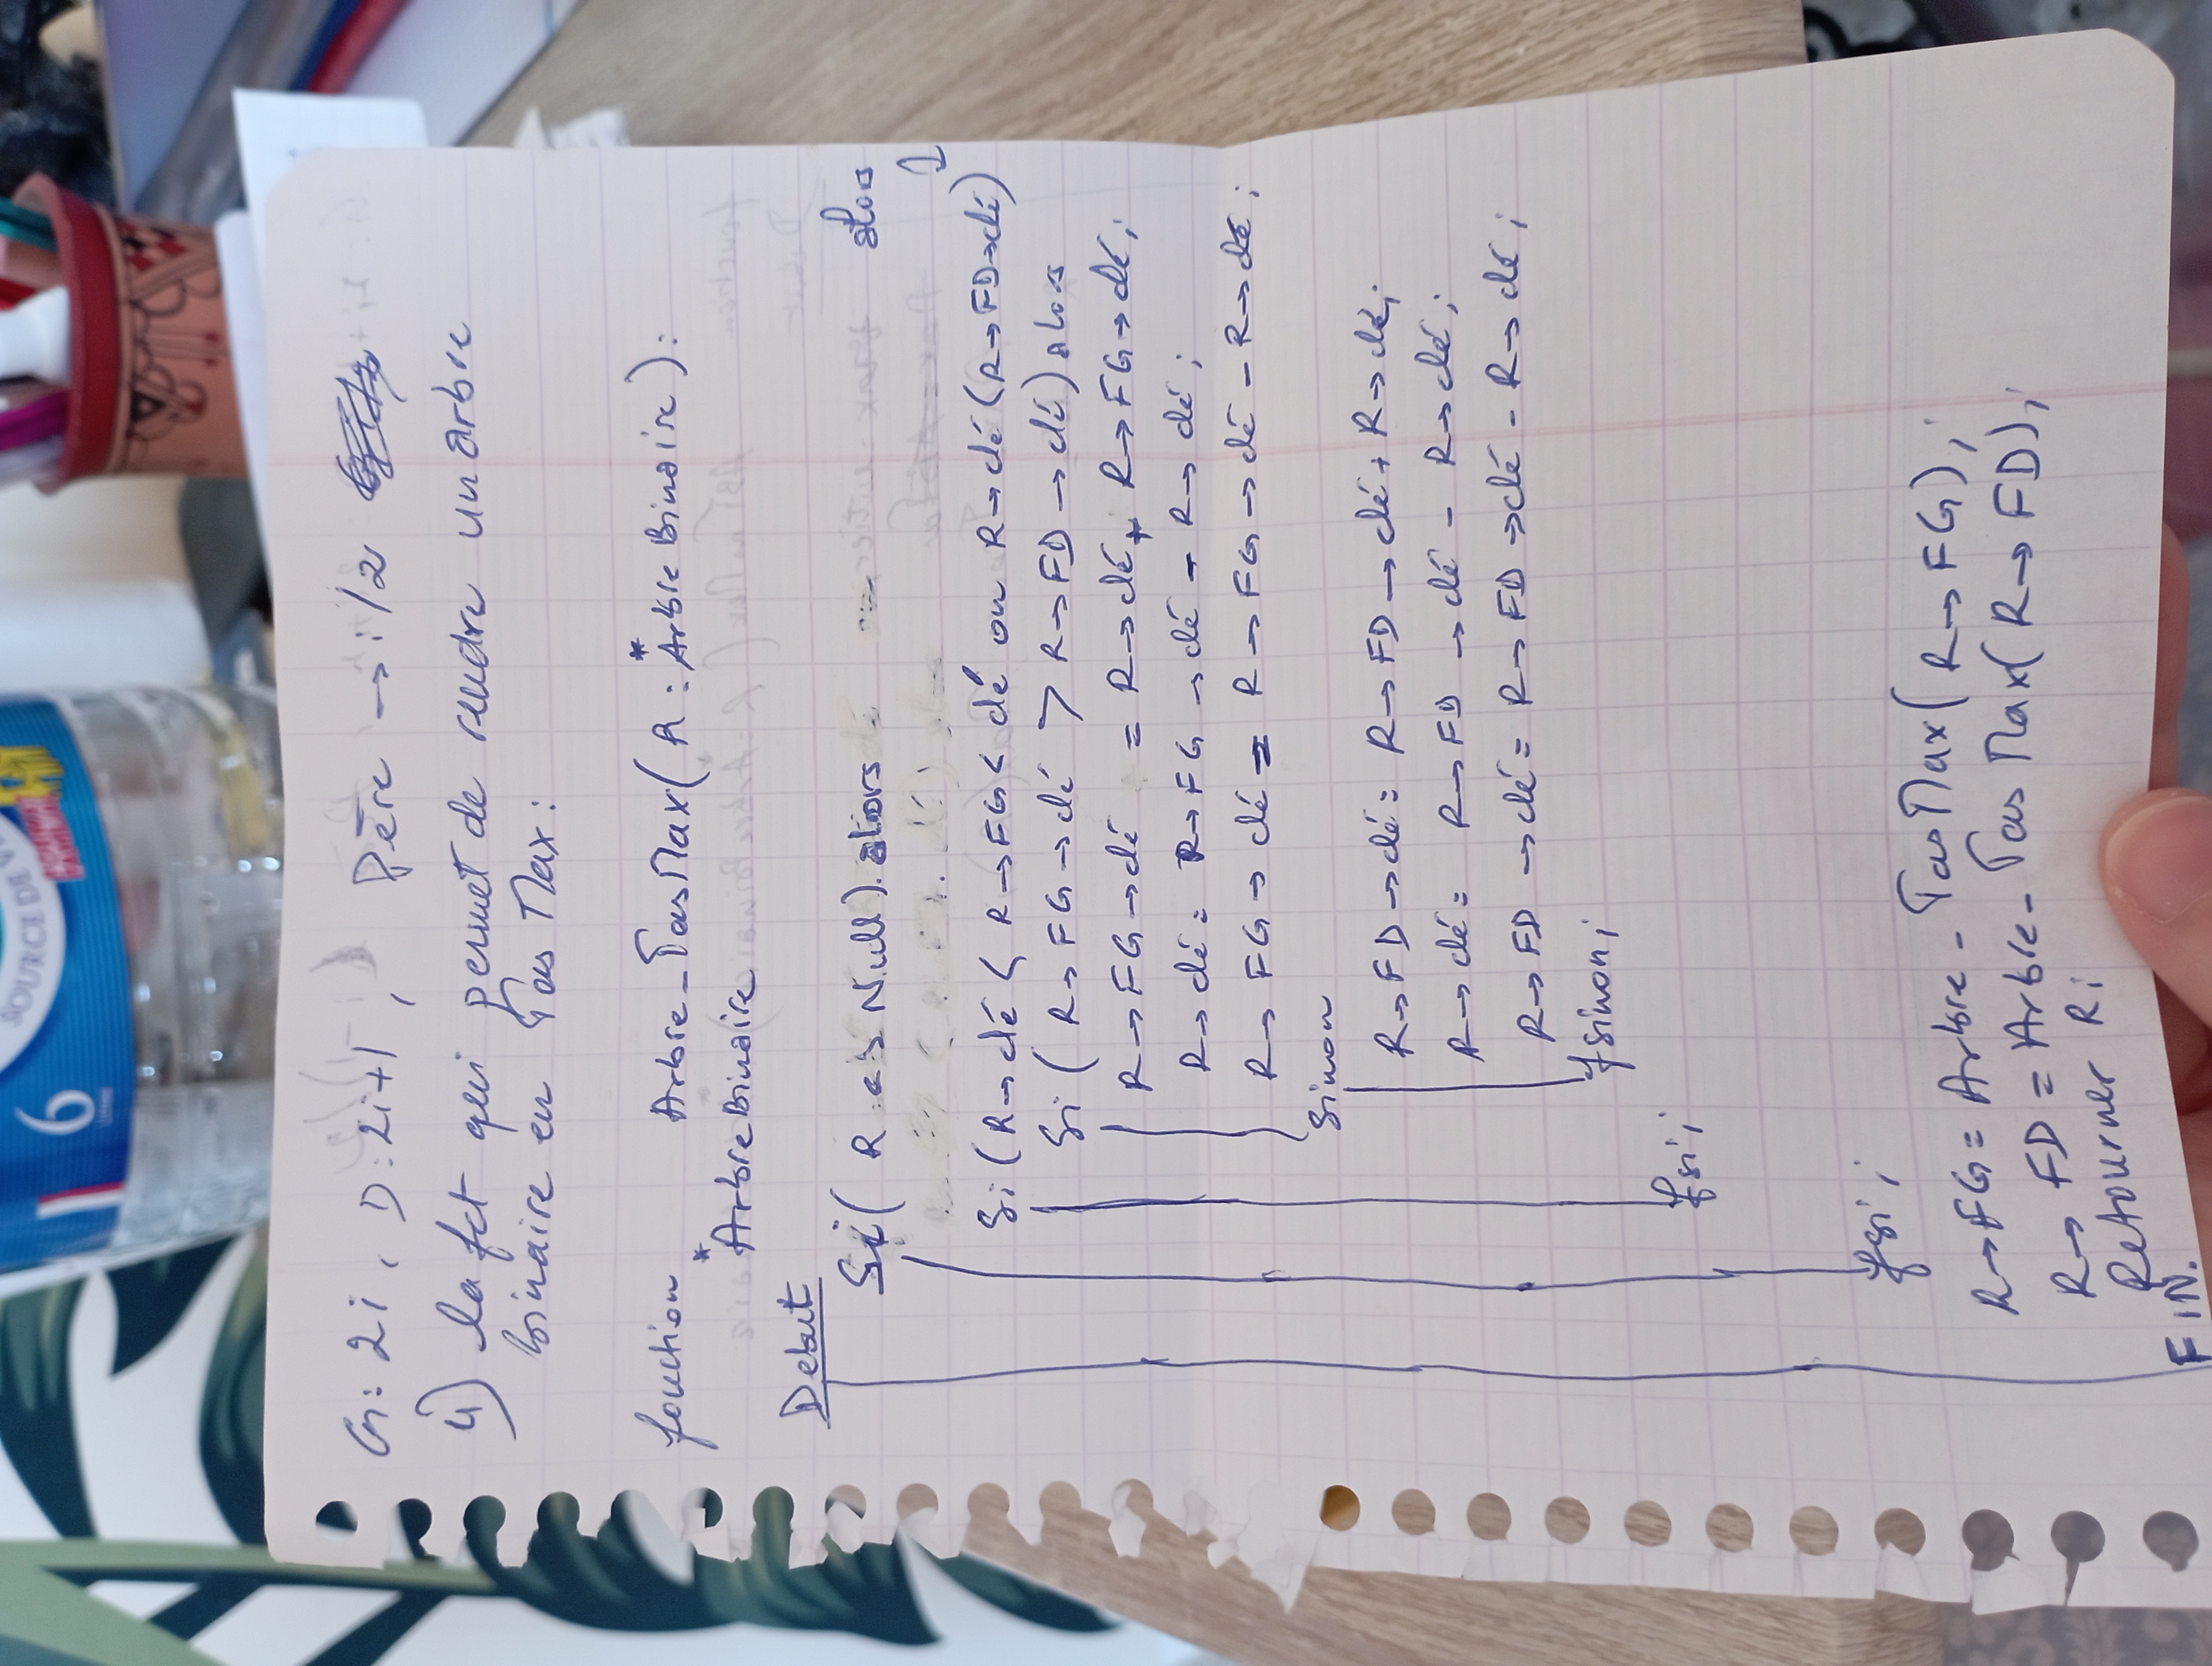 SOURCE DE VI
6
G: 2i, D: 2i+1, Père → i/2
4) la fct qui permet de rendre un arbre
binaire en Tas Max:
fonction Arbre_TasMax(R: *ArbreBinaire):
*ArbreBinaire
Debut
Si( R <> Null). alors
alors
Si(R→clé < R→FG< clé ou R→clé (R→FD→clé)
Si ( R→FG→clé > R→FD→clé) alors
R→FG→clé = R→clé+ R→FG→clé;
R→clé= R→FG→clé - R→clé;
R→FG→clé = R→FG→clé - R→clé;
Sinon
R→FD→clé= R→FD→clé+ R→clé;
R→clé= R→FD→clé - R→clé;
R→FD→clé= R→FD→clé - R→clé;
fsinon;
fsi;
fsi;
R→FG= Arbre_TasMax(R→FG);
R→FD = Arbre_TasMax(R→FD);
Retourner R;
FIN.